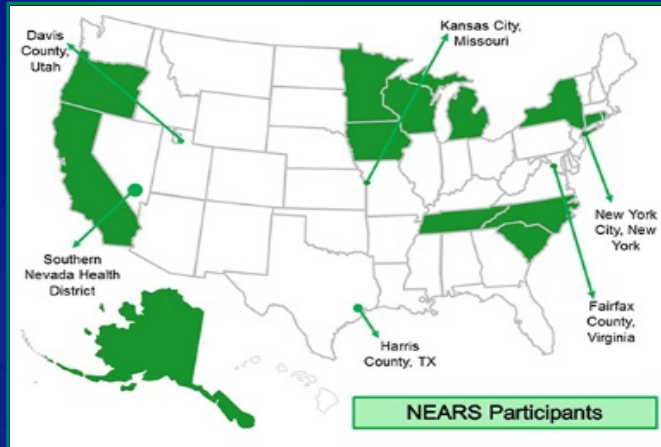 Davis
County,
Utah
Kansas City,
Missouri
Southern
Nevada Health
District
Harris
County, TX
New York
City, New
York
Fairfax
County,
Virginia
NEARS Participants